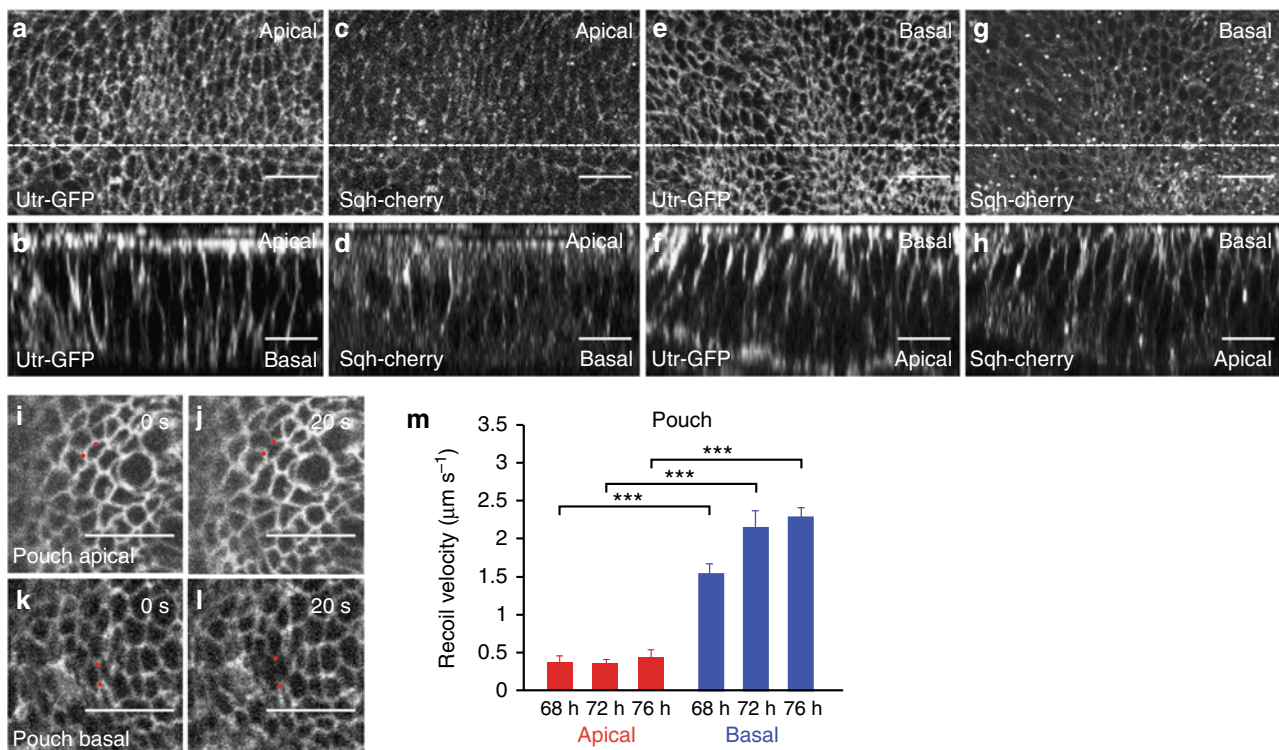 a Apical
Utr-GFP
b Apical
Utr-GFP Basal
c Apical
Sqh-cherry
d Apical
Sqh-cherry Basal
e Basal
Utr-GFP
f Basal
Utr-GFP Apical
g Basal
Sqh-cherry
h Basal
Sqh-cherry Apical
i 0 s
Pouch apical
j 20 s
k 0 s
Pouch basal
l 20 s
m
Pouch
Recoil velocity (μm s⁻¹)
3.5
3
2.5
2
1.5
1
0.5
0
***
***
***
68 h 72 h 76 h 68 h 72 h 76 h
Apical Basal